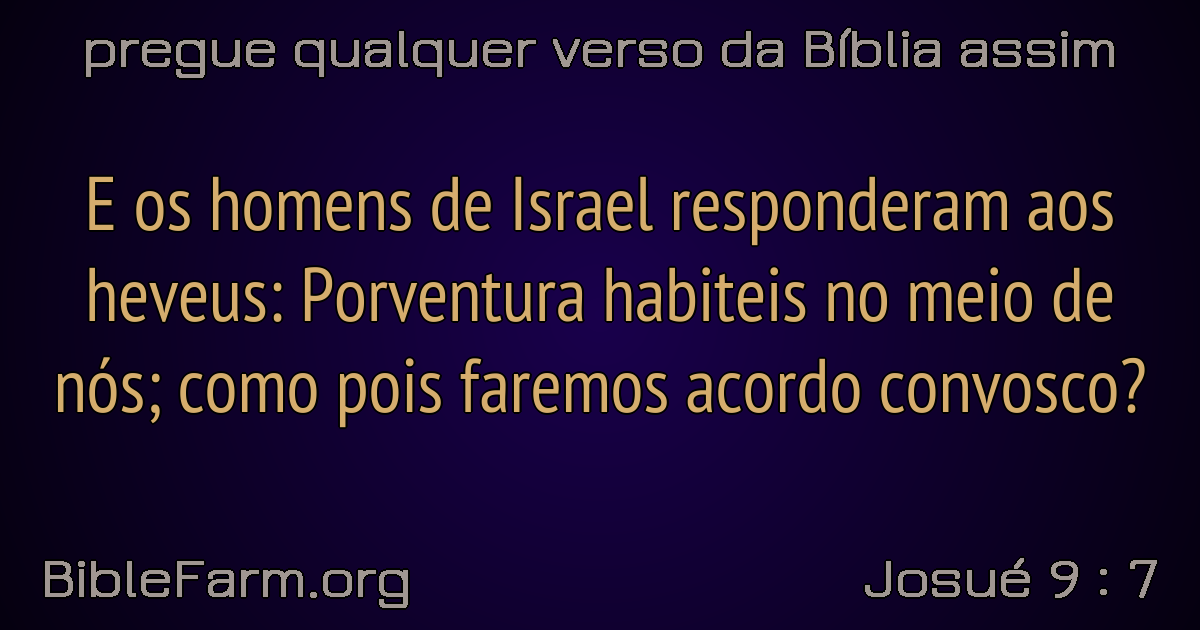 pregue qualquer verso da Bíblia assim
E os homens de Israel responderam aos
heveus: Porventura habiteis no meio de
nós; como pois faremos acordo convosco?
BibleFarm.org
Josué 9 : 7